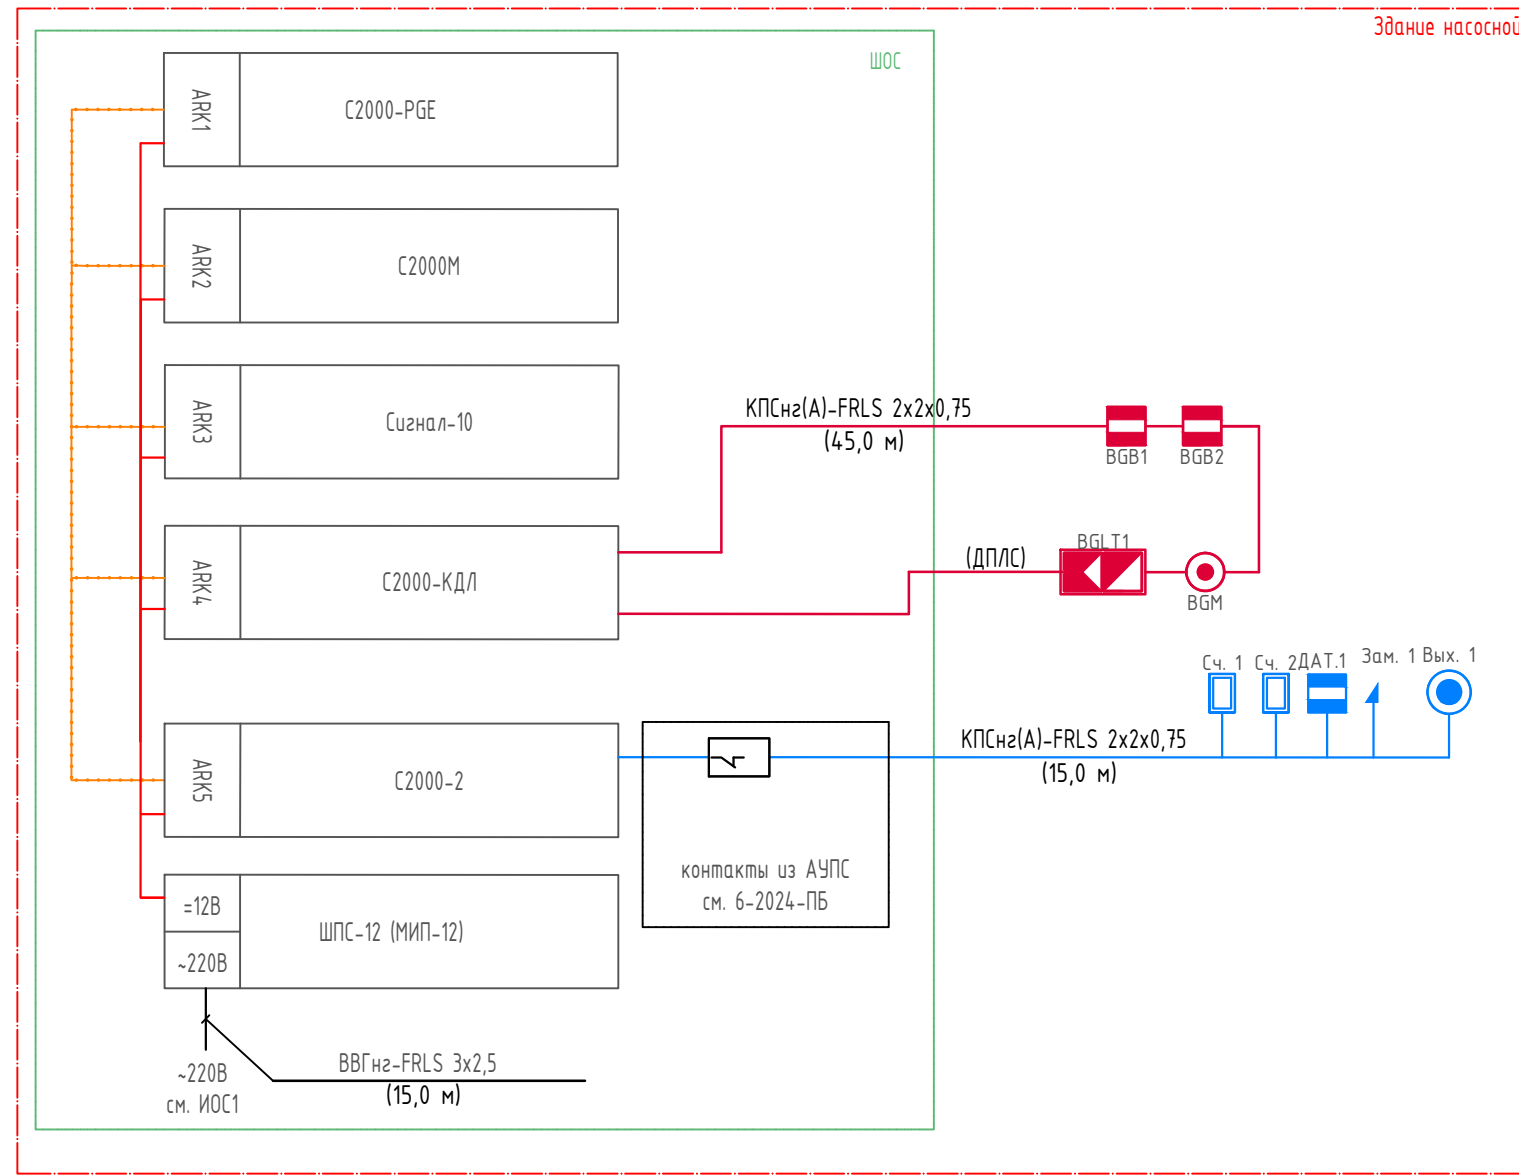 Здание насосной
ШОС
ARK1
С2000-PGE
ARK2
С2000М
ARK3
Сигнал-10
КПСнг(А)-FRLS 2х2х0,75
(45,0 м)
BGB1
BGB2
ARK4
С2000-КДЛ
(ДПЛС)
BGLT1
BGM
Сч. 1
Сч. 2
ДАТ.1
Зам. 1
Вых. 1
ARK5
С2000-2
КПСнг(А)-FRLS 2х2х0,75
(15,0 м)
контакты из АУПС
см. 6-2024-ПБ
=12В
~220В
ШПС-12 (МИП-12)
~220В
см. ИОС1
ВВГнг-FRLS 3х2,5
(15,0 м)